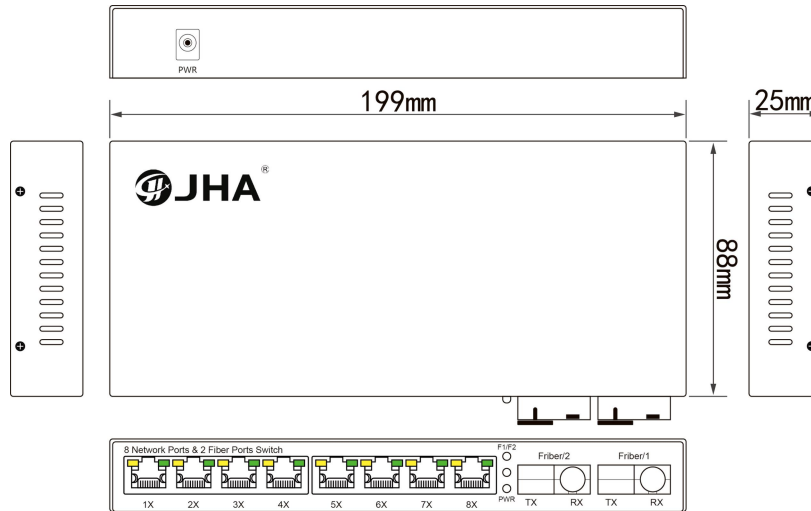 PWR
199mm
25mm
JHA®
88mm
8 Network Ports & 2 Fiber Ports Switch
F1/F2
Friber/2
Friber/1
1X 2X 3X 4X 5X 6X 7X 8X
PWR
TX RX TX RX